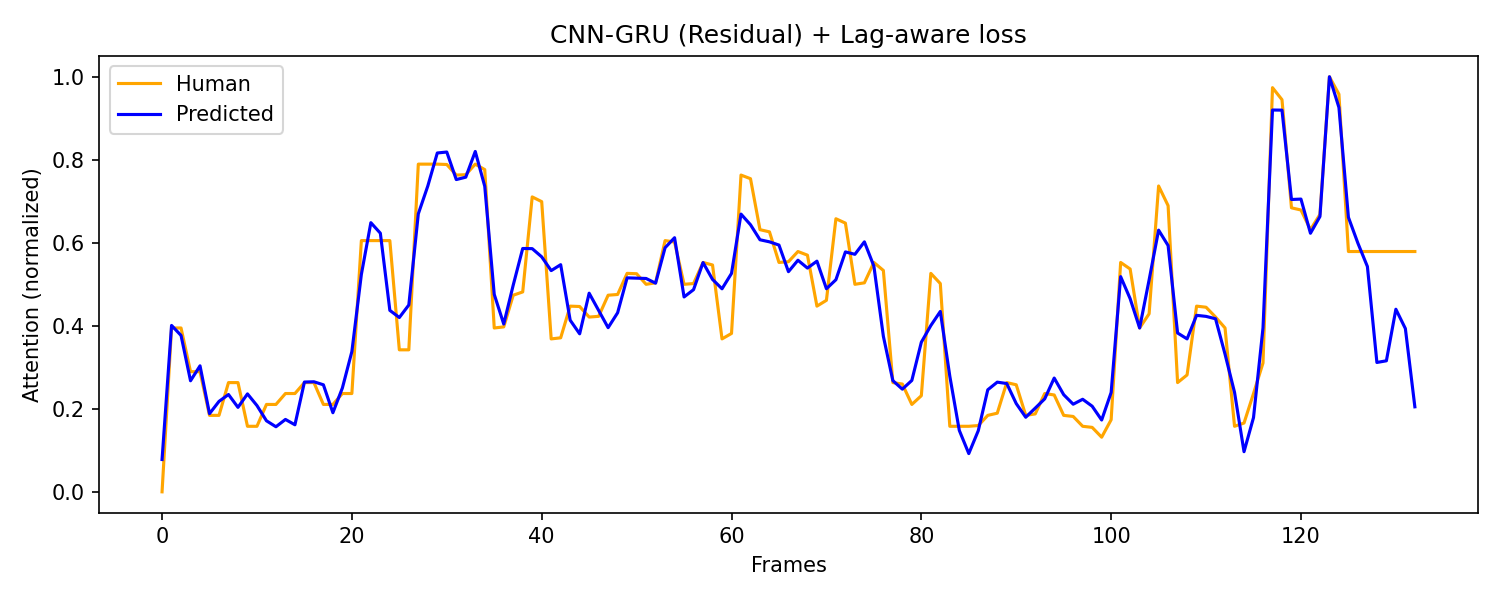 CNN-GRU (Residual) + Lag-aware loss
Human
Predicted
Attention (normalized)
1.0
0.8
0.6
0.4
0.2
0.0
0 20 40 60 80 100 120
Frames